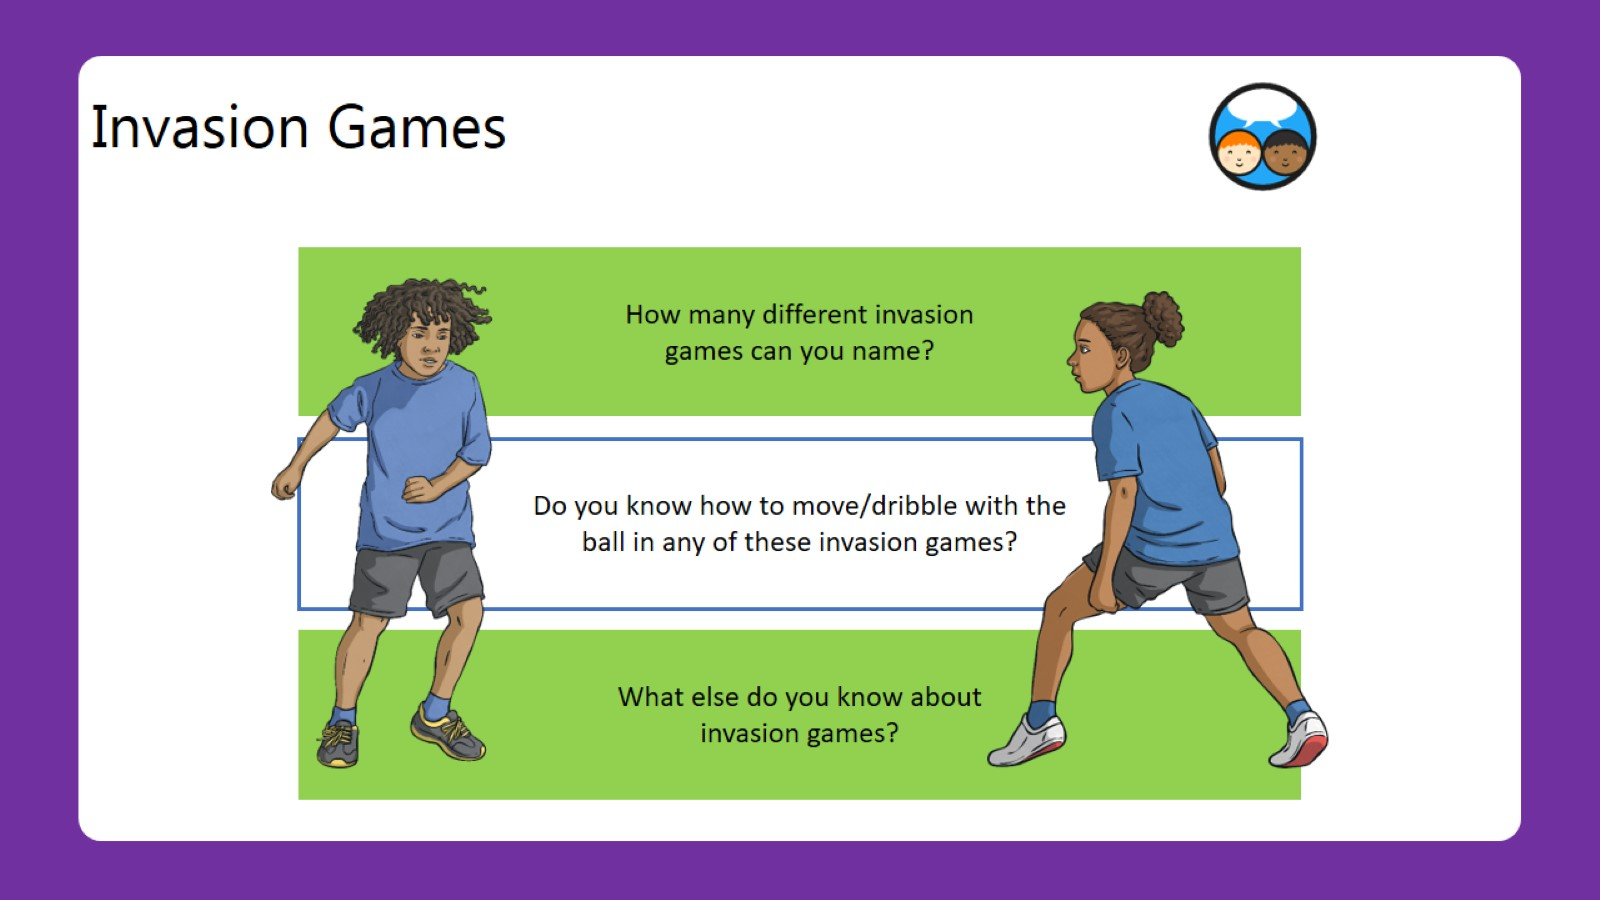 Invasion Games
How many different invasion
games can you name?
Do you know how to move/dribble with the
ball in any of these invasion games?
What else do you know about
invasion games?